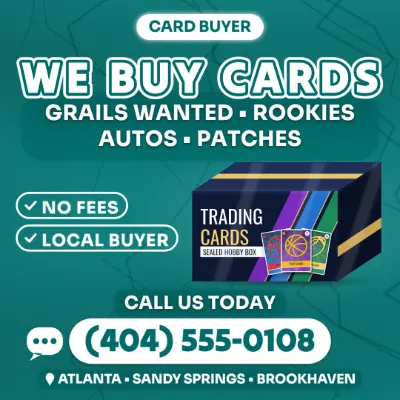 CARD BUYER
WE BUY CARDS
GRAILS WANTED ▪ ROOKIES
AUTOS ▪ PATCHES
NO FEES
LOCAL BUYER
TRADING
CARDS
SEALED HOBBY BOX
CALL US TODAY
(404) 555-0108
ATLANTA ▪ SANDY SPRINGS ▪ BROOKHAVEN